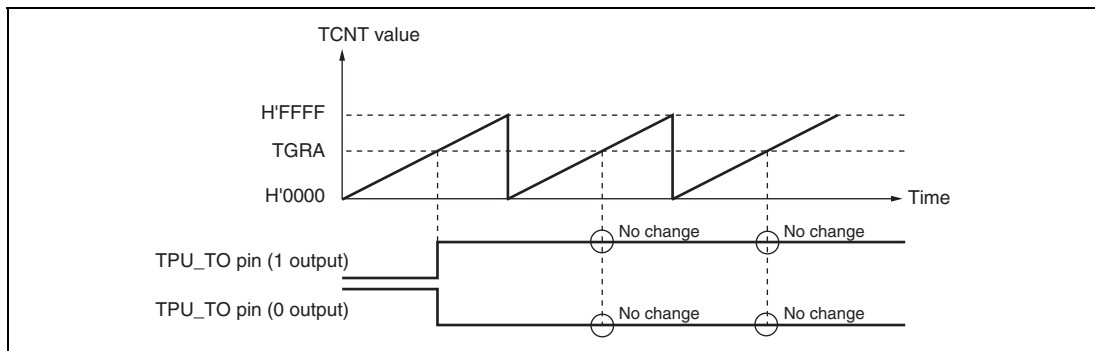 TCNT value
H'FFFF
TGRA
H'0000
Time
No change
No change
TPU_TO pin (1 output)
No change
No change
TPU_TO pin (0 output)